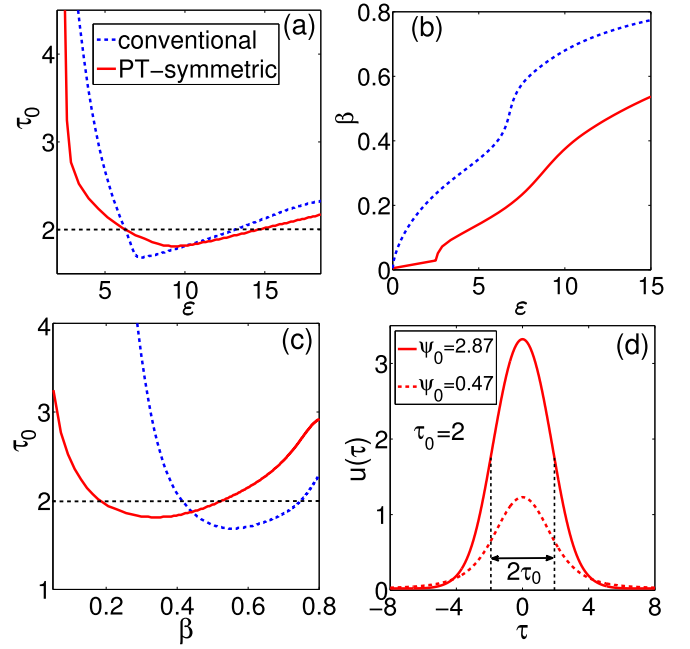 (a)
conventional
PT-symmetric
τ₀
4
3
2
5 10 15
ε
(b)
β
0.8
0.6
0.4
0.2
0
0 5 10 15
ε
(c)
τ₀
4
3
2
1
0.2 0.4 0.6 0.8
β
(d)
ψ₀=2.87
ψ₀=0.47
τ₀=2
u(τ)
3
2
1
0
2τ₀
−8 −4 0 4 8
τ